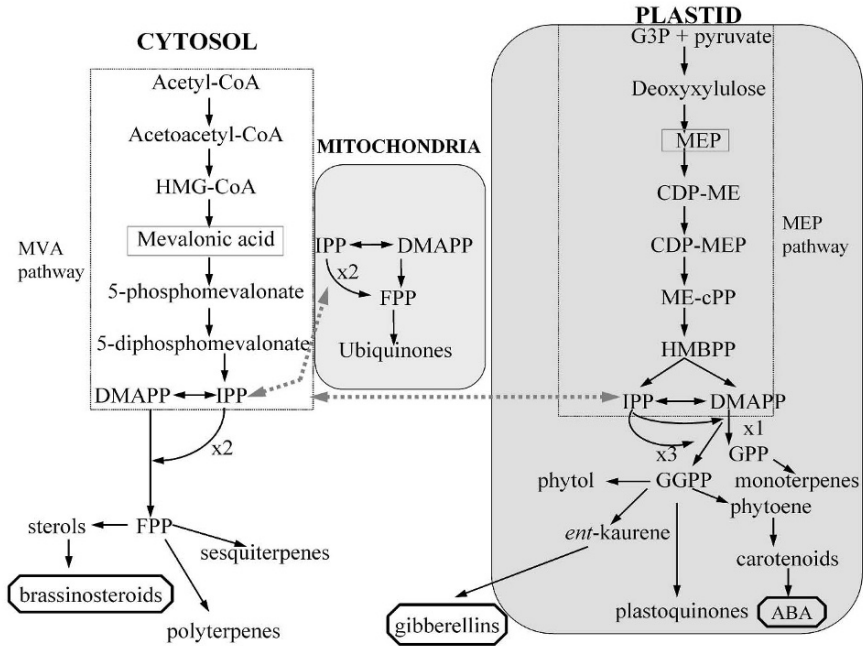 CYTOSOL
Acetyl-CoA
Acetoacetyl-CoA
HMG-CoA
Mevalonic acid
MVA
pathway
5-phosphomevalonate
5-diphosphomevalonate
DMAPP
IPP
x2
sterols
FPP
sesquiterpenes
brassinosteroids
polyterpenes
MITOCHONDRIA
IPP
DMAPP
x2
FPP
Ubiquinones
PLASTID
G3P + pyruvate
Deoxyxylulose
MEP
CDP-ME
MEP
pathway
CDP-MEP
ME-cPP
HMBPP
IPP
DMAPP
x1
x3
GPP
monoterpenes
phytol
GGPP
phytoene
ent-kaurene
carotenoids
gibberellins
plastoquinones
ABA